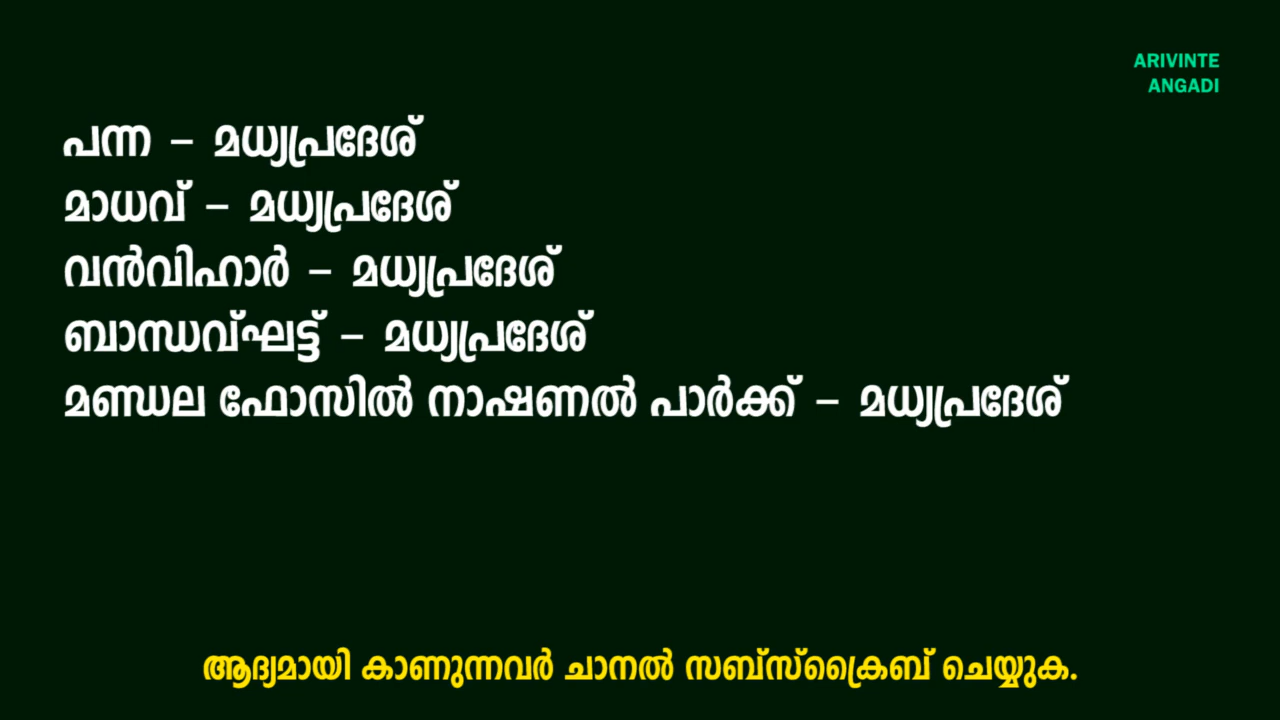 ARIVINTE
ANGADI
പന്ന – മധ്യപ്രദേശ്
മാധവ് – മധ്യപ്രദേശ്
വൻവിഹാർ – മധ്യപ്രദേശ്
ബാന്ധവ്ഘട്ട് – മധ്യപ്രദേശ്
മണ്ഡല ഫോസിൽ നാഷണൽ പാർക്ക് – മധ്യപ്രദേശ്
ആദ്യമായി കാണുന്നവർ ചാനൽ സബ്സ്ക്രൈബ് ചെയ്യുക.